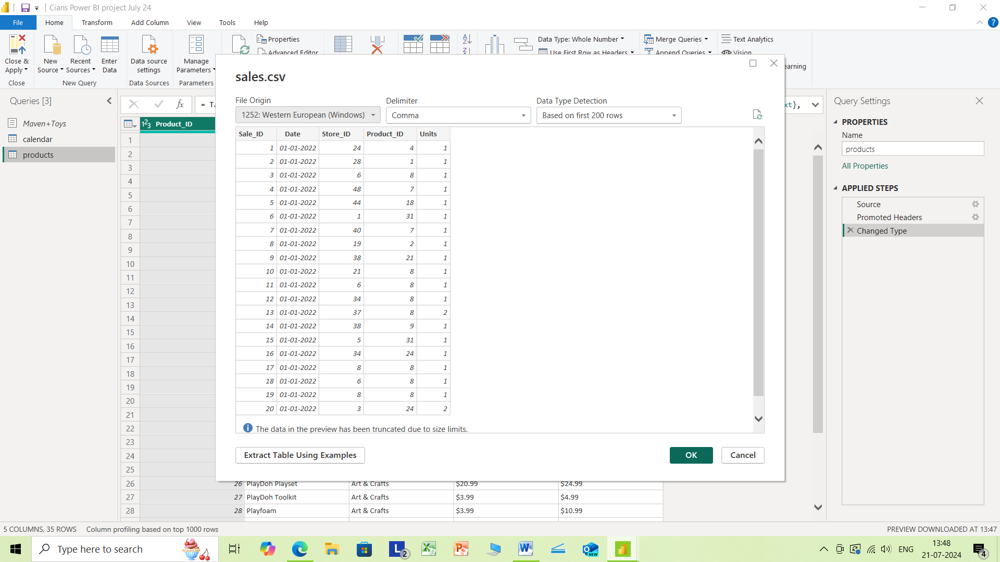 Cians Power BI project July 24
File Home Transform Add Column View Tools Help
Close & Apply
New Source
Recent Sources
Enter Data
Data source settings
Manage Parameters
Properties
Advanced Editor
Data Type: Whole Number
Use First Row as Headers
Merge Queries
Append Queries
Text Analytics
Vision
earning
Close
New Query
Data Sources
Parameters
Queries [3]
Maven+Toys
calendar
products
fx
= Ta
xt},
1 2 3 Product_ID
1
2
3
4
5
6
7
8
9
10
11
12
13
14
15
16
17
18
19
20
21
22
23
24
25
26 26 PlayDoh Playset Art & Crafts $20.99 $24.99
27 27 PlayDoh Toolkit Art & Crafts $3.99 $4.99
28 28 Playfoam Art & Crafts $3.99 $10.99
sales.csv
File Origin Delimiter Data Type Detection
1252: Western European (Windows) Comma Based on first 200 rows
Sale_ID Date Store_ID Product_ID Units
1 01-01-2022 24 4 1
2 01-01-2022 28 1 1
3 01-01-2022 6 8 1
4 01-01-2022 48 7 1
5 01-01-2022 44 18 1
6 01-01-2022 1 31 1
7 01-01-2022 40 7 1
8 01-01-2022 19 2 1
9 01-01-2022 38 21 1
10 01-01-2022 21 8 1
11 01-01-2022 6 8 1
12 01-01-2022 34 8 1
13 01-01-2022 37 8 2
14 01-01-2022 38 9 1
15 01-01-2022 5 31 1
16 01-01-2022 34 24 1
17 01-01-2022 8 8 1
18 01-01-2022 6 8 1
19 01-01-2022 8 8 1
20 01-01-2022 3 24 2
The data in the preview has been truncated due to size limits.
Extract Table Using Examples OK Cancel
Query Settings
PROPERTIES
Name
products
All Properties
APPLIED STEPS
Source
Promoted Headers
Changed Type
5 COLUMNS, 35 ROWS Column profiling based on top 1000 rows
PREVIEW DOWNLOADED AT 13:47
Type here to search
2
NEW
ENG
13:48
21-07-2024
4